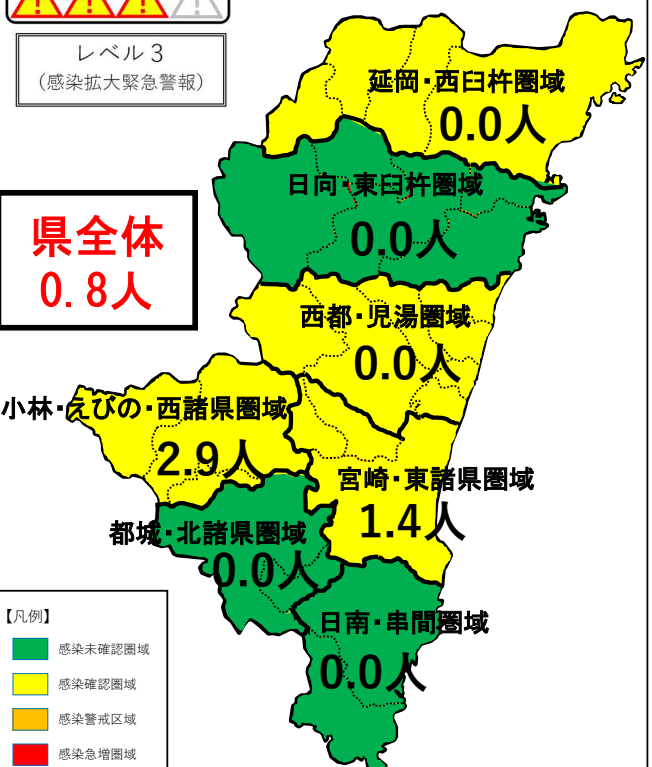 レベル3
(感染拡大緊急警報)
延岡・西臼杵圏域
0.0人
日向・東臼杵圏域
0.0人
県全体
0.8人
西都・児湯圏域
0.0人
小林・えびの・西諸県圏域
2.9人
宮崎・東諸県圏域
1.4人
都城・北諸県圏域
0.0人
日南・串間圏域
0.0人
【凡例】
感染未確認圏域
感染確認圏域
感染警戒区域
感染急増圏域